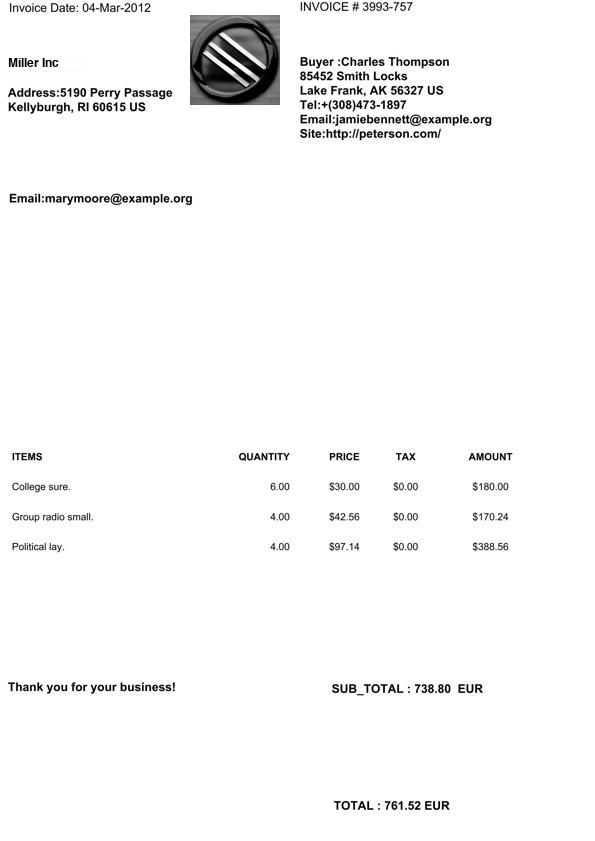 Invoice Date: 04-Mar-2012
INVOICE # 3993-757
Miller Inc
Address:5190 Perry Passage
Kellyburgh, RI 60615 US
Buyer :Charles Thompson
85452 Smith Locks
Lake Frank, AK 56327 US
Tel:+(308)473-1897
Email:jamiebennett@example.org
Site:http://peterson.com/
Email:marymoore@example.org
ITEMS QUANTITY PRICE TAX AMOUNT
College sure. 6.00 $30.00 $0.00 $180.00
Group radio small. 4.00 $42.56 $0.00 $170.24
Political lay. 4.00 $97.14 $0.00 $388.56
Thank you for your business! SUB_TOTAL : 738.80 EUR
TOTAL : 761.52 EUR